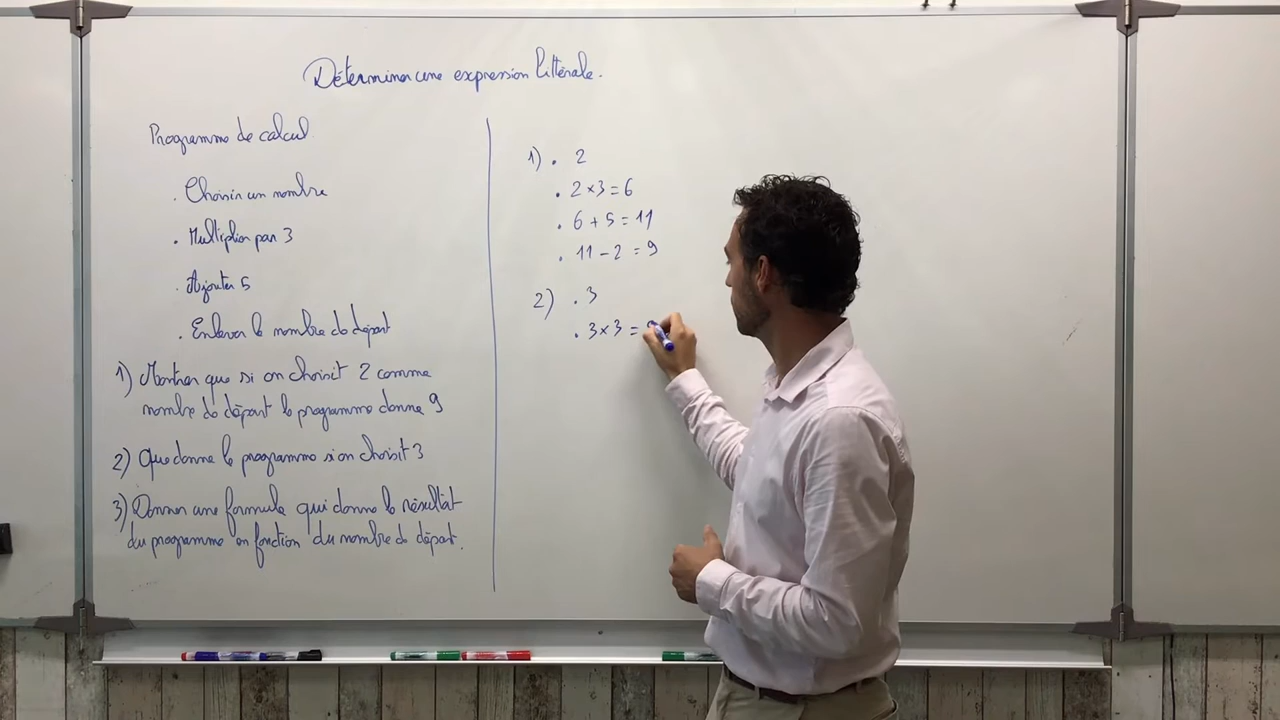 Déterminer une expression littérale.
Programme de calcul
. Choisir un nombre
. Multiplier par 3
. Ajouter 5
. Enlever le nombre de départ
1) Montrer que si on choisit 2 comme
nombre de départ le programme donne 9
2) Que donne le programme si on choisit 3
3) Donner une formule qui donne le résultat
du programme en fonction du nombre de départ.
1) . 2
. 2 × 3 = 6
. 6 + 5 = 11
. 11 - 2 = 9
2) . 3
. 3 × 3 =